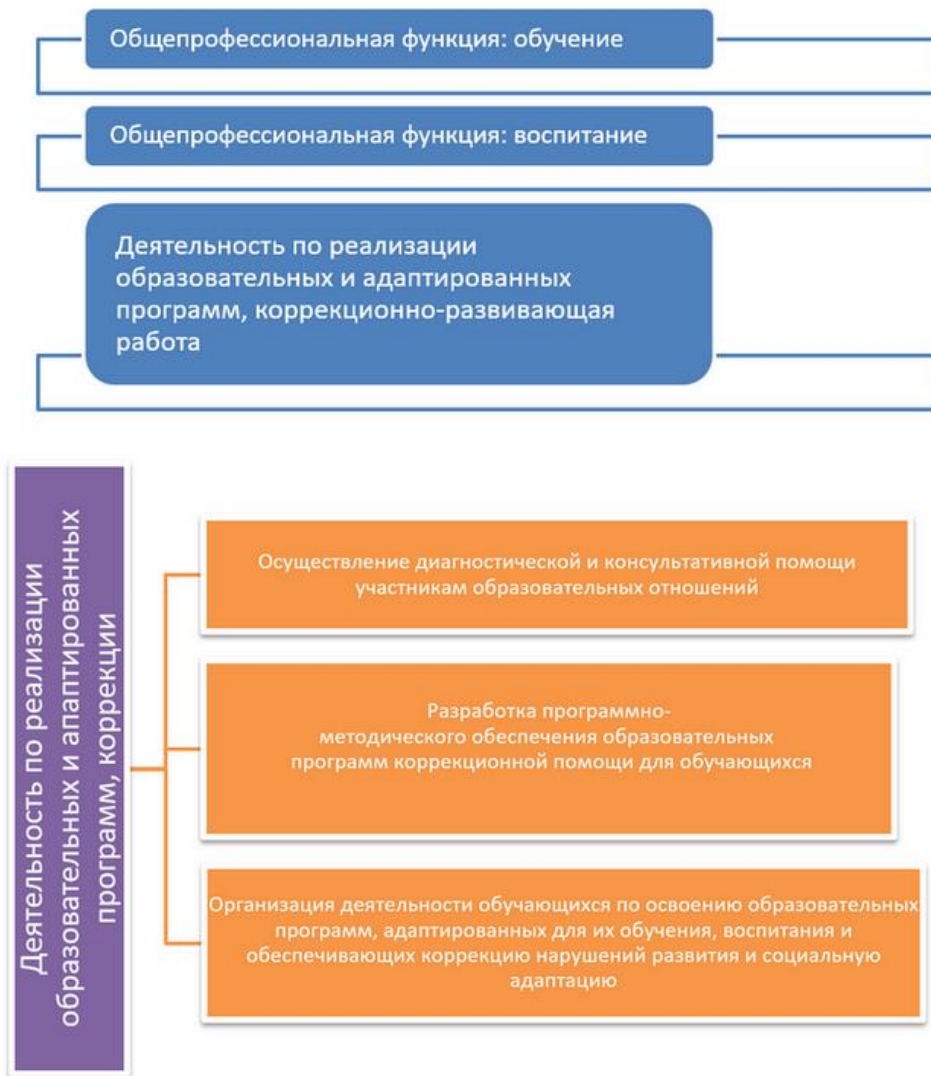 Общепрофессиональная функция: обучение
Общепрофессиональная функция: воспитание
Деятельность по реализации
образовательных и адаптированных
программ, коррекционно-развивающая
работа
Деятельность по реализации
образовательных и апаптированных
программ, коррекции
Осуществление диагностической и консультативной помощи
участникам образовательных отношений
Разработка программно-
методического обеспечения образовательных
программ коррекционной помощи для обучающихся
Организация деятельности обучающихся по освоению образовательных
программ, адаптированных для их обучения, воспитания и
обеспечивающих коррекцию нарушений развития и социальную
адаптацию